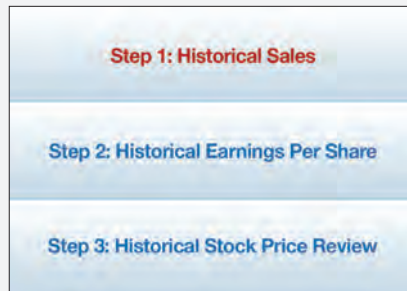 Step 1: Historical Sales
Step 2: Historical Earnings Per Share
Step 3: Historical Stock Price Review